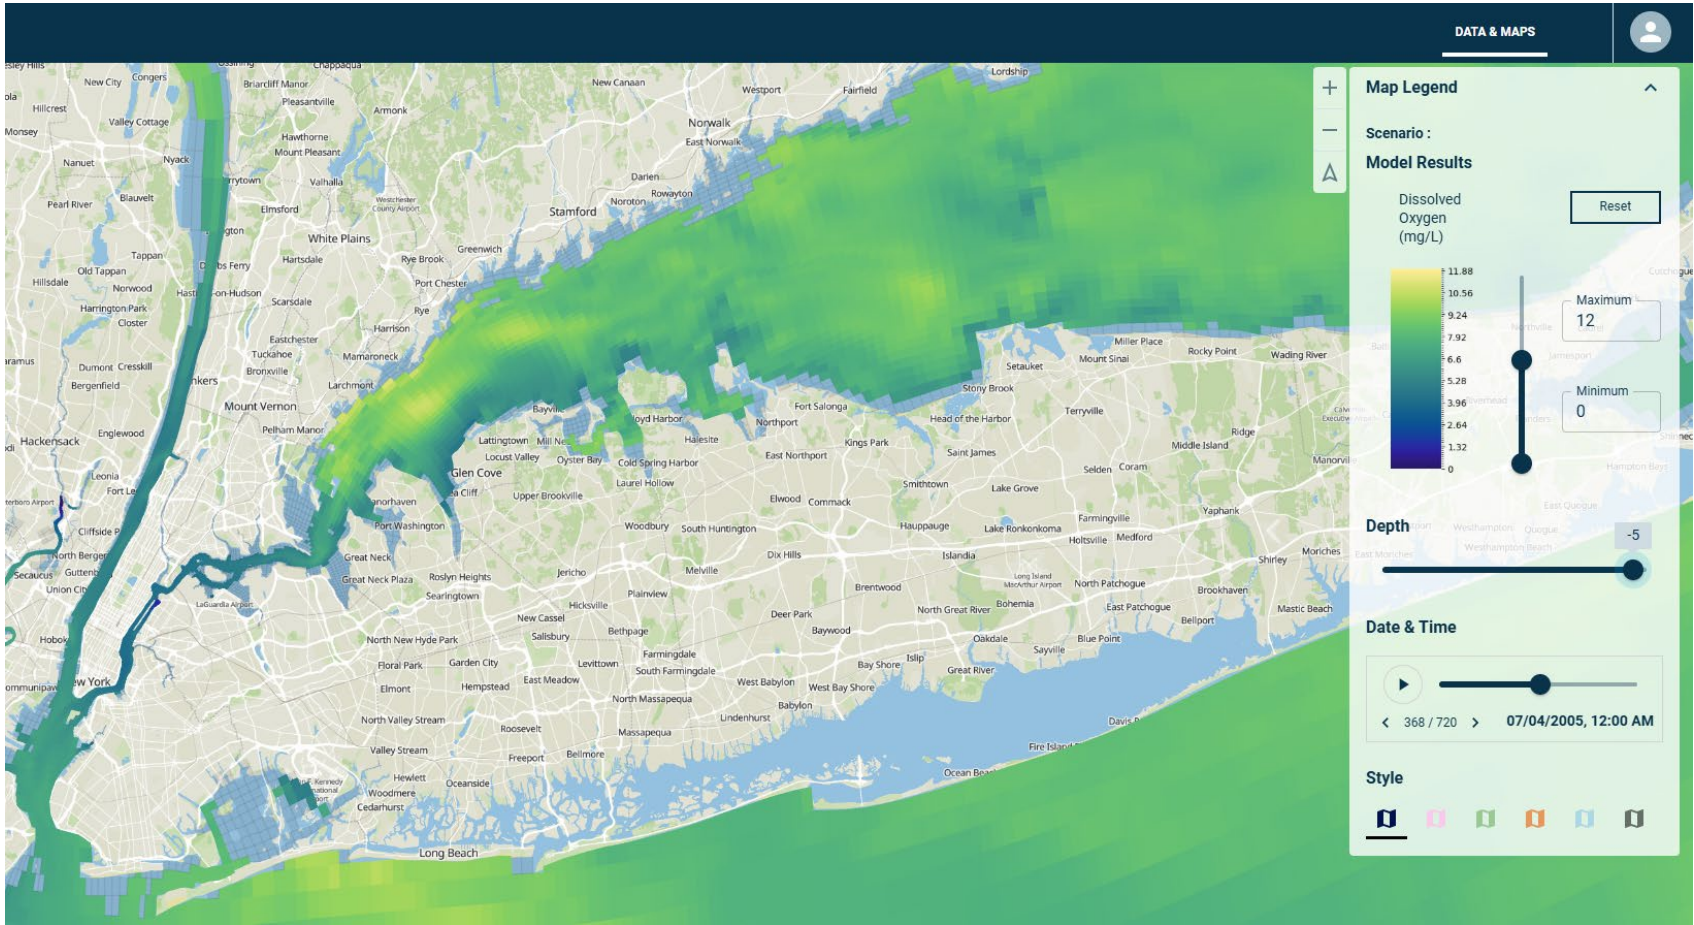 DATA & MAPS
Map Legend
Scenario :
Model Results
Dissolved
Oxygen
(mg/L)
Reset
11.88
10.56
9.24
7.92
6.6
5.28
3.96
2.64
1.32
0
Maximum
12
Minimum
0
Depth
-5
Date & Time
368 / 720
07/04/2005, 12:00 AM
Style
Chappaqua
Lordship
New City
Congers
Briarcliff Manor
New Canaan
Westport
Fairfield
Hillcrest
Pleasantville
Armonk
Valley Cottage
Norwalk
Monsey
Hawthorne
East Norwalk
Nanuet
Nyack
Mount Pleasant
Valhalla
Darien
Rowayton
Pearl River
Blauvelt
Elmsford
Westchester
County Airport
Noroton
Stamford
White Plains
Tappan
Hartsdale
Rye Brook
Greenwich
Old Tappan
Port Chester
Hillsdale
Norwood
Scarsdale
Harrington Park
Rye
Closter
Harrison
Eastchester
Tuckahoe
Mamaroneck
Dumont
Cresskill
Bronxville
Bergenfield
Larchmont
Mount Vernon
Pelham Manor
Englewood
Hackensack
Leonia
Miller Place
Mount Sinai
Rocky Point
Wading River
Setauket
Stony Brook
Fort Salonga
Northport
Head of the Harbor
Terryville
Halesite
Lattingtown
Locust Valley
Oyster Bay
Cold Spring Harbor
Laurel Hollow
East Northport
Kings Park
Saint James
Middle Island
Ridge
Glen Cove
Upper Brookville
Elwood
Commack
Smithtown
Lake Grove
Selden
Coram
Yaphank
Port Washington
Woodbury
South Huntington
Hauppauge
Lake Ronkonkoma
Farmingville
Holtsville
Medford
Great Neck
Great Neck Plaza
Roslyn Heights
Jericho
Melville
Dix Hills
Islandia
Shirley
Moriches
Searingtown
Plainview
Brentwood
Long Island
MacArthur Airport
North Patchogue
Brookhaven
LaGuardia Airport
New Cassel
Hicksville
Deer Park
North Great River
Bohemia
East Patchogue
Mastic Beach
North New Hyde Park
Salisbury
Bethpage
Baywood
Oakdale
Blue Point
Bellport
Floral Park
Garden City
Levittown
Farmingdale
South Farmingdale
Bay Shore
Islip
Sayville
Great River
Elmont
Hempstead
East Meadow
North Massapequa
West Babylon
West Bay Shore
Babylon
Lindenhurst
North Valley Stream
Roosevelt
Massapequa
Valley Stream
Freeport
Bellmore
Hewlett
Woodmere
Oceanside
Cedarhurst
Long Beach